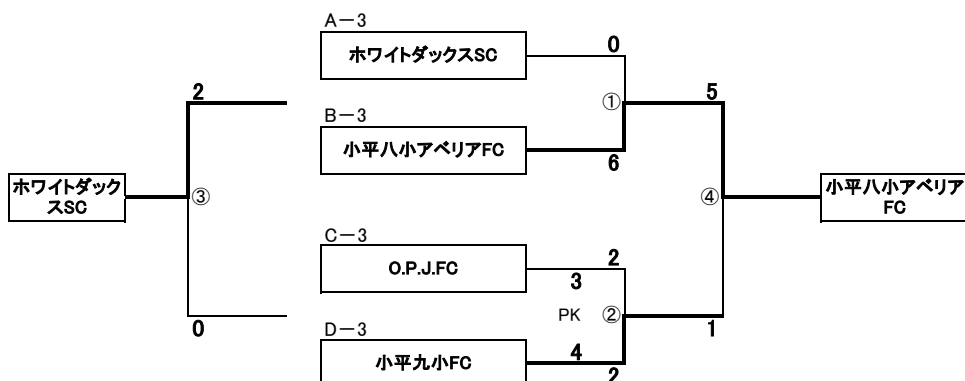 A－3
ホワイトダックスSC
0
2
①
5
B－3
小平八小アベリアFC
6
ホワイトダック
スSC
③
④
小平八小アベリア
FC
C－3
O.P.J.FC
2
3
PK
②
0
1
D－3
小平九小FC
4
2